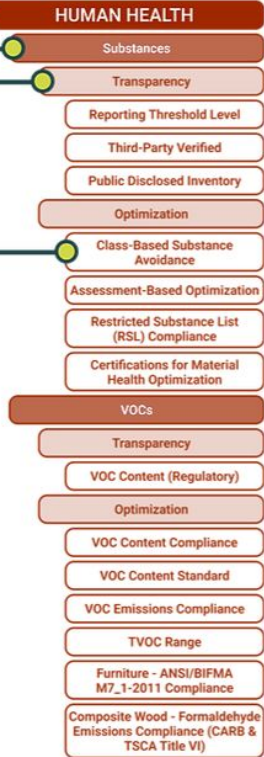 HUMAN HEALTH
Substances
Transparency
Reporting Threshold Level
Third-Party Verified
Public Disclosed Inventory
Optimization
Class-Based Substance
Avoidance
Assessment-Based Optimization
Restricted Substance List
(RSL) Compliance
Certifications for Material
Health Optimization
VOCs
Transparency
VOC Content (Regulatory)
Optimization
VOC Content Compliance
VOC Content Standard
VOC Emissions Compliance
TVOC Range
Furniture - ANSI/BIFMA
M7_1-2011 Compliance
Composite Wood - Formaldehyde
Emissions Compliance (CARB &
TSCA Title VI)